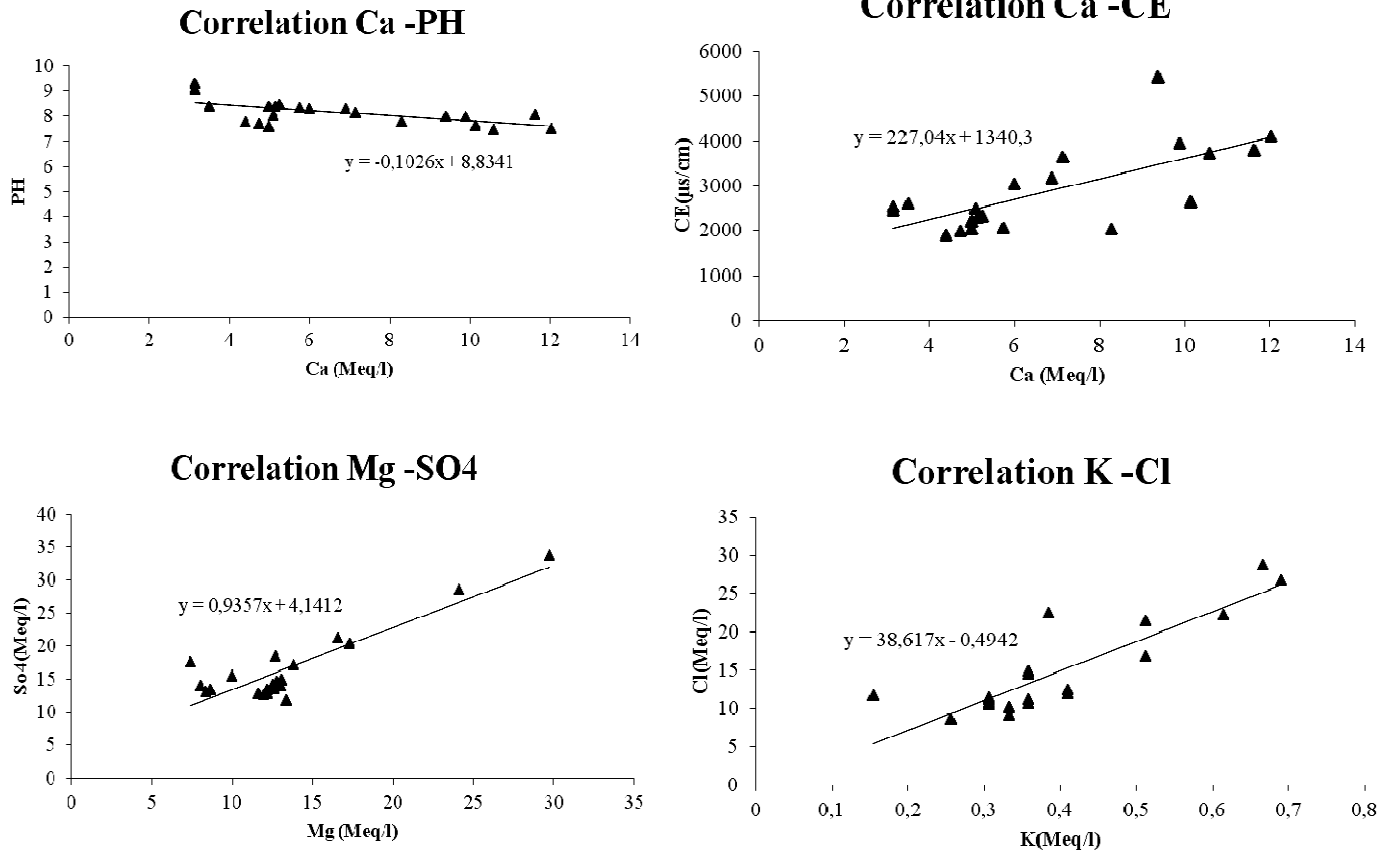 Correlation Ca -PH
10
9
8
7
6
5
4
3
2
1
0
PH
y = -0,1026x + 8,8341
0 2 4 6 8 10 12 14
Ca (Meq/l)
Correlation Ca -CE
6000
5000
4000
3000
2000
1000
0
CE(µs/cm)
y = 227,04x + 1340,3
0 2 4 6 8 10 12 14
Ca (Meq/l)
Correlation Mg -SO4
40
35
30
25
20
15
10
5
0
So4(Meq/l)
y = 0,9357x + 4,1412
0 5 10 15 20 25 30 35
Mg (Meq/l)
Correlation K -Cl
35
30
25
20
15
10
5
0
Cl(Meq/l)
y = 38,617x - 0,4942
0 0,1 0,2 0,3 0,4 0,5 0,6 0,7 0,8
K(Meq/l)